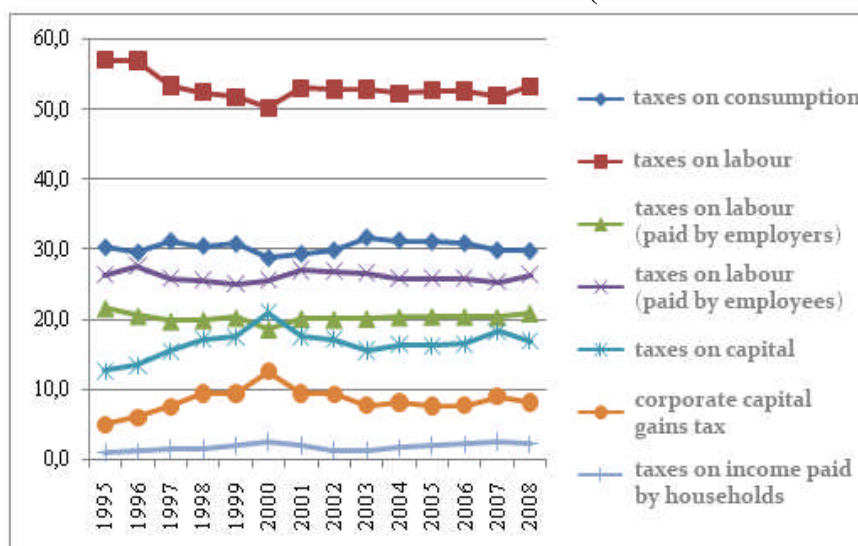 60,0
50,0
40,0
30,0
20,0
10,0
0,0
1995
1996
1997
1998
1999
2000
2001
2002
2003
2004
2005
2006
2007
2008
taxes on consumption
taxes on labour
taxes on labour
(paid by employers)
taxes on labour
(paid by employees)
taxes on capital
corporate capital
gains tax
taxes on income paid
by households